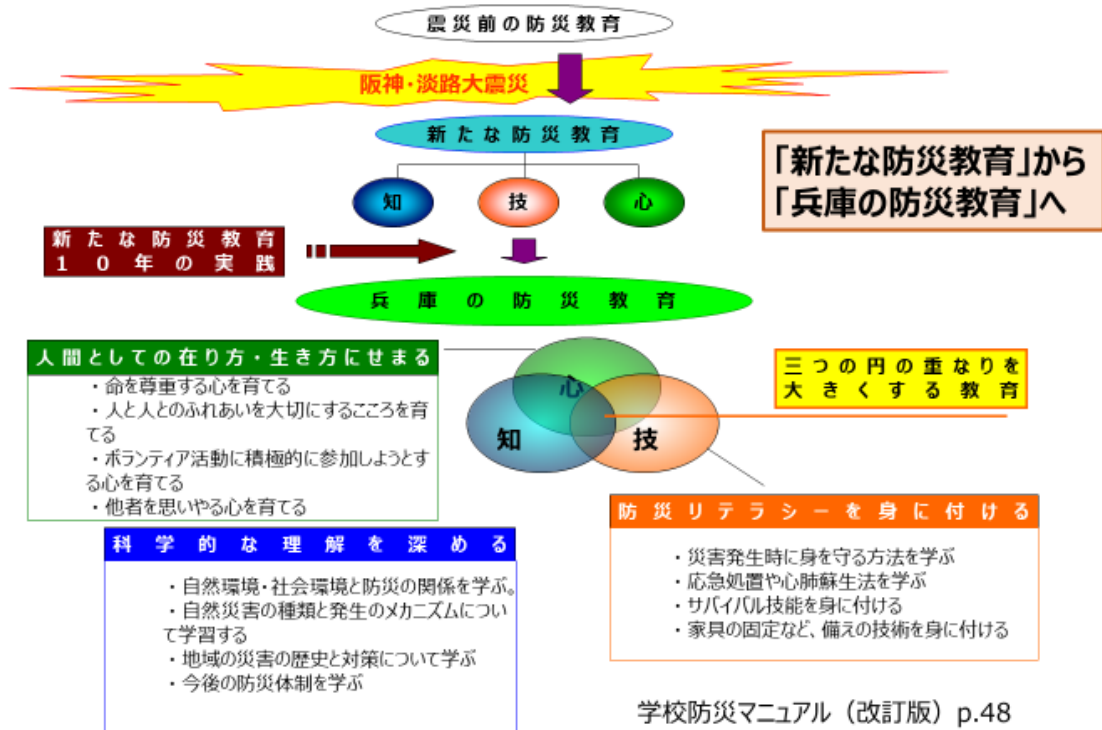 震災前の防災教育
阪神・淡路大震災
新たな防災教育
知
技
心
「新たな防災教育」から
「兵庫の防災教育」へ
新たな防災教育
10年の実践
兵庫の防災教育
人間としての在り方・生き方にせまる
・命を尊重する心を育てる
・人と人とのふれあいを大切にするこころを育
てる
・ボランティア活動に積極的に参加しようとす
る心を育てる
・他者を思いやる心を育てる
心
知
技
三つの円の重なりを
大きくする教育
科学的な理解を深める
・自然環境・社会環境と防災の関係を学ぶ。
・自然災害の種類と発生のメカニズムについ
て学習する
・地域の災害の歴史と対策について学ぶ
・今後の防災体制を学ぶ
防災リテラシーを身に付ける
・災害発生時に身を守る方法を学ぶ
・応急処置や心肺蘇生法を学ぶ
・サバイバル技能を身に付ける
・家具の固定など、備えの技術を身に付ける
学校防災マニュアル（改訂版）p.48